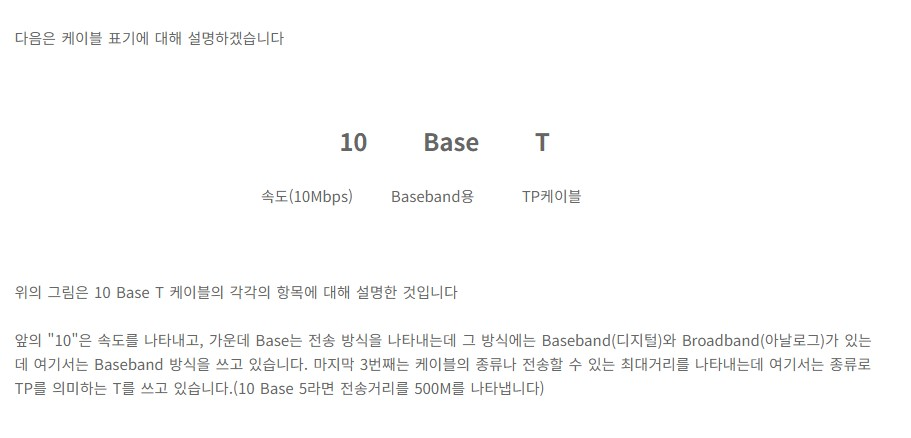 다음은 케이블 표기에 대해 설명하겠습니다
10 Base T
속도(10Mbps) Baseband용 TP케이블
위의 그림은 10 Base T 케이블의 각각의 항목에 대해 설명한 것입니다
앞의 "10"은 속도를 나타내고, 가운데 Base는 전송 방식을 나타내는데 그 방식에는 Baseband(디지털)와 Broadband(아날로그)가 있는
데 여기서는 Baseband 방식을 쓰고 있습니다. 마지막 3번째는 케이블의 종류나 전송할 수 있는 최대거리를 나타내는데 여기서는 종류로
TP를 의미하는 T를 쓰고 있습니다.(10 Base 5라면 전송거리를 500M를 나타냅니다)